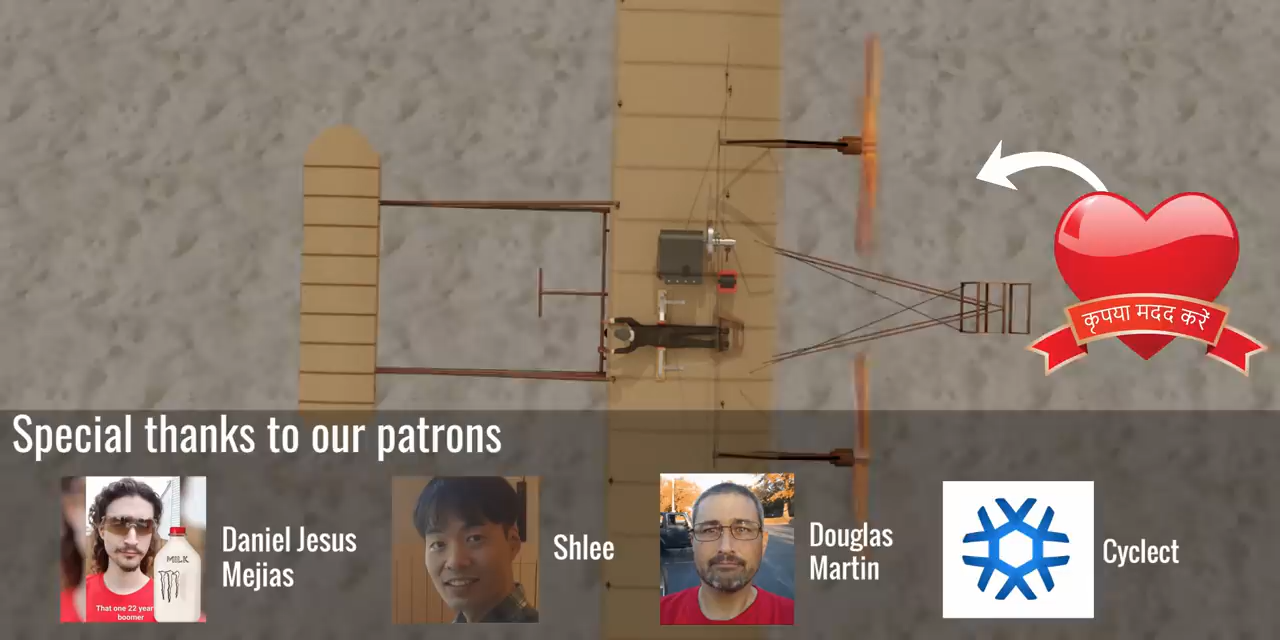 कृपया मदद करें
Special thanks to our patrons
Daniel Jesus
Mejias
Shlee
Douglas
Martin
Cyclect
MILK
That one 22 year
boomer